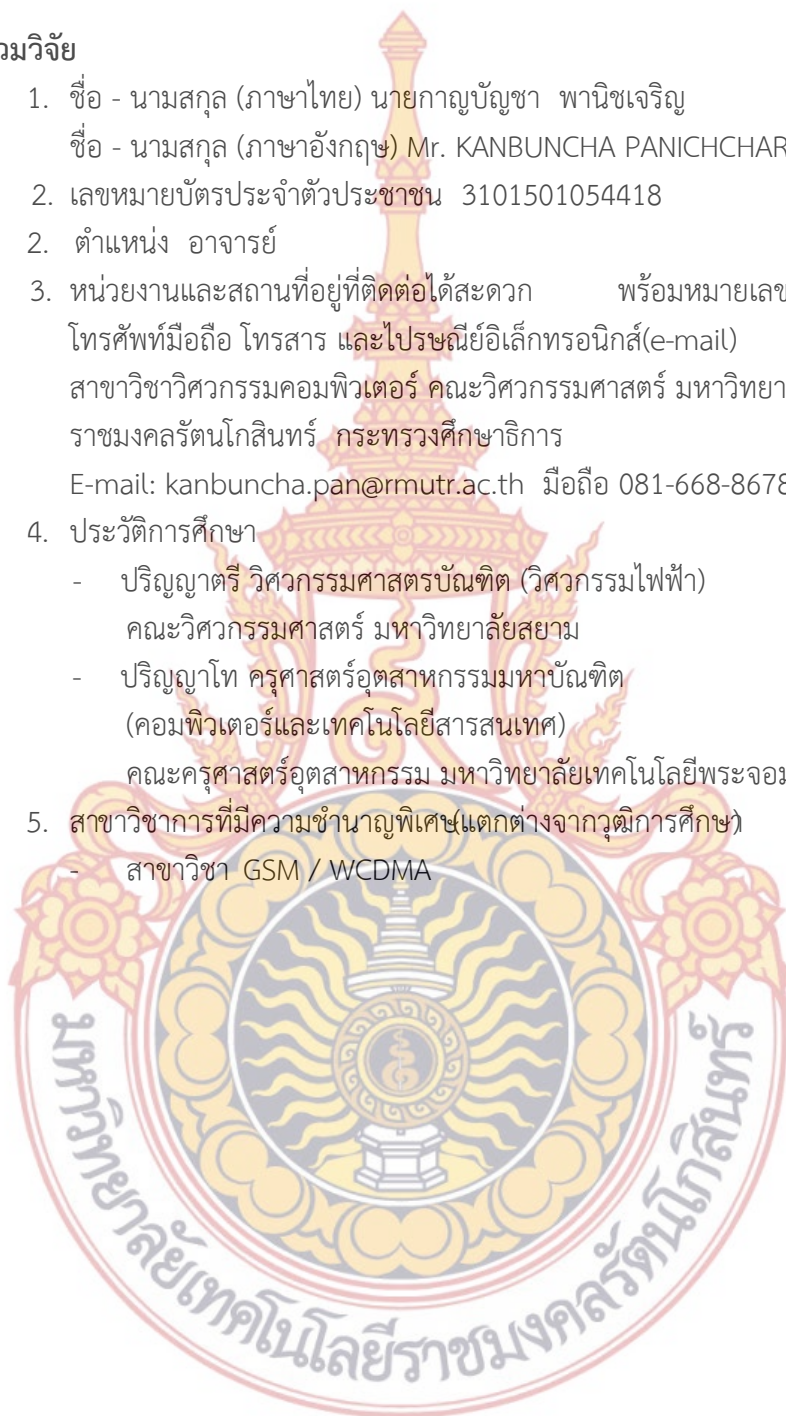 วมวิจัย
1. ชื่อ - นามสกุล (ภาษาไทย) นายกาญบัญชา พานิชเจริญ
ชื่อ - นามสกุล (ภาษาอังกฤษ) Mr. KANBUNCHA PANICHCHAR
2. เลขหมายบัตรประจำตัวประชาชน 3101501054418
2. ตำแหน่ง อาจารย์
3. หน่วยงานและสถานที่อยู่ที่ติดต่อได้สะดวก พร้อมหมายเลข
โทรศัพท์มือถือ โทรสาร และไปรษณีย์อิเล็กทรอนิกส์(e-mail)
สาขาวิชาวิศวกรรมคอมพิวเตอร์ คณะวิศวกรรมศาสตร์ มหาวิทยา
ราชมงคลรัตนโกสินทร์ กระทรวงศึกษาธิการ
E-mail: kanbuncha.pan@rmutr.ac.th มือถือ 081-668-8678
4. ประวัติการศึกษา
- ปริญญาตรี วิศวกรรมศาสตรบัณฑิต (วิศวกรรมไฟฟ้า)
คณะวิศวกรรมศาสตร์ มหาวิทยาลัยสยาม
- ปริญญาโท ครุศาสตร์อุตสาหกรรมมหาบัณฑิต
(คอมพิวเตอร์และเทคโนโลยีสารสนเทศ)
คณะครุศาสตร์อุตสาหกรรม มหาวิทยาลัยเทคโนโลยีพระจอม
5. สาขาวิชาการที่มีความชำนาญพิเศษ(แตกต่างจากวุฒิการศึกษา)
- สาขาวิชา GSM / WCDMA
มหาวิทยาลัยเทคโนโลยีราชมงคลรัตนโกสินทร์